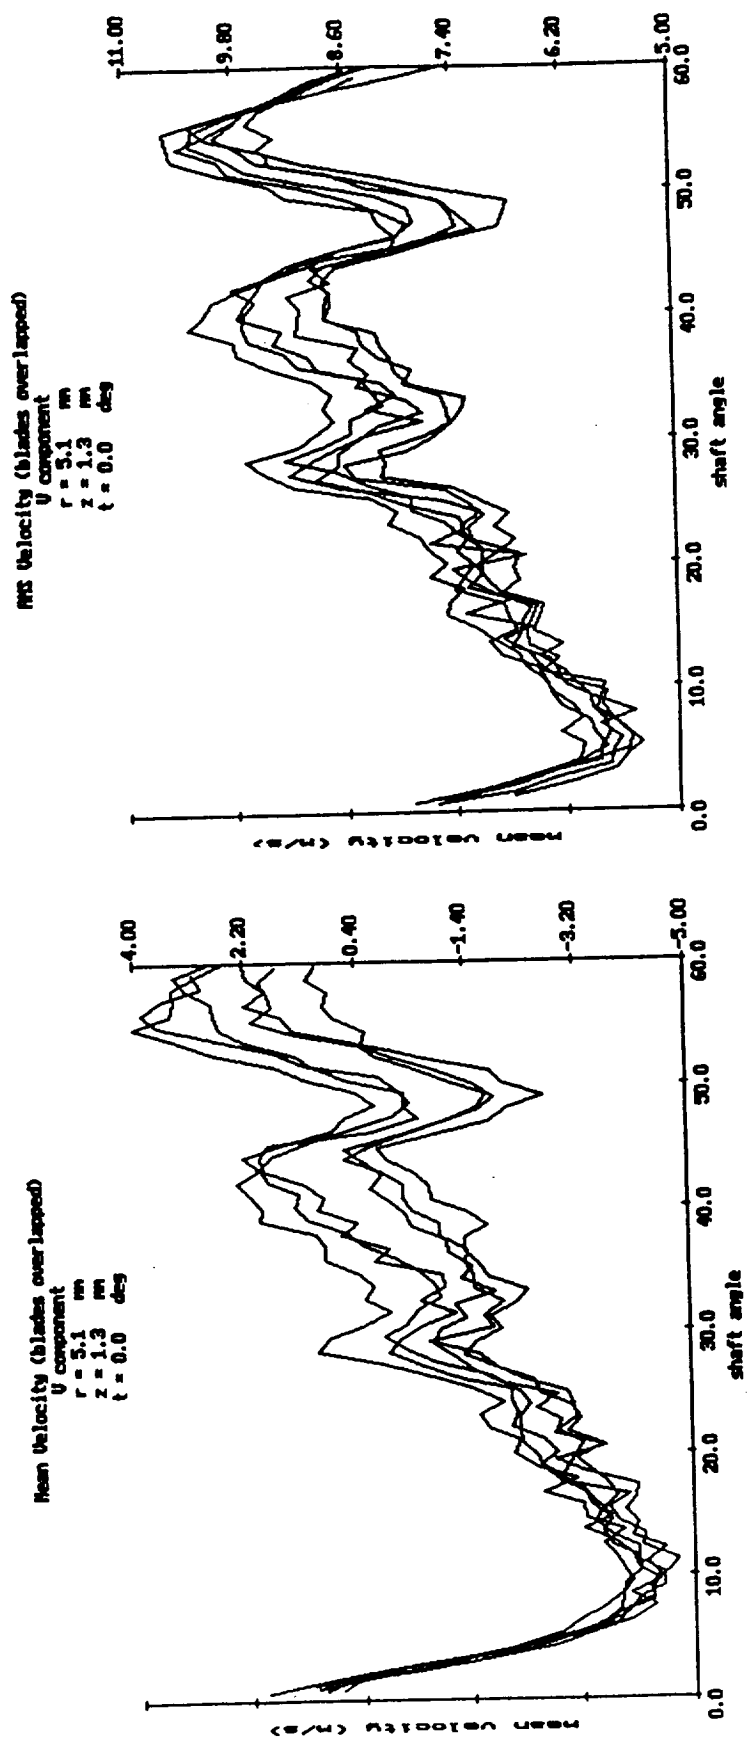 Mean Velocity (blades overlapped)
U component
r = 5.1 mm
z = 1.3 mm
t = 0.0 deg
4.00
2.20
0.40
-1.40
-3.20
-5.00
mean velocity (m/s)
0.0 10.0 20.0 30.0 40.0 50.0 60.0
shaft angle
RMS Velocity (blades overlapped)
U component
r = 5.1 mm
z = 1.3 mm
t = 0.0 deg
11.00
9.80
8.60
7.40
6.20
5.00
mean velocity (m/s)
0.0 10.0 20.0 30.0 40.0 50.0 60.0
shaft angle